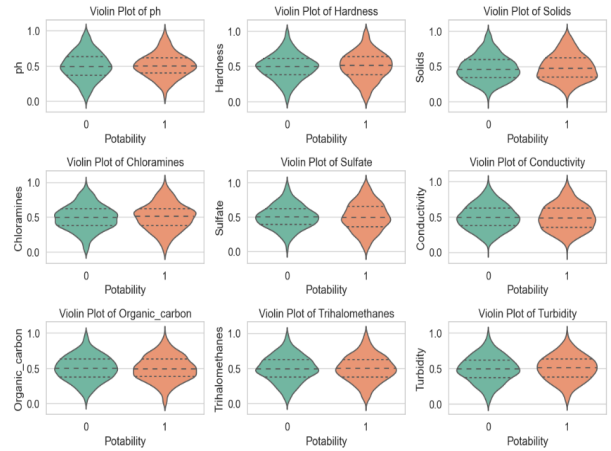 Violin Plot of ph
1.0
0.5
0.0
ph
0
1
Potability
Violin Plot of Hardness
1.0
0.5
0.0
Hardness
0
1
Potability
Violin Plot of Solids
1.0
0.5
0.0
Solids
0
1
Potability
Violin Plot of Chloramines
1.0
0.5
0.0
Chloramines
0
1
Potability
Violin Plot of Sulfate
1.0
0.5
0.0
Sulfate
0
1
Potability
Violin Plot of Conductivity
1.0
0.5
0.0
Conductivity
0
1
Potability
Violin Plot of Organic_carbon
1.0
0.5
0.0
Organic_carbon
0
1
Potability
Violin Plot of Trihalomethanes
1.0
0.5
0.0
Trihalomethanes
0
1
Potability
Violin Plot of Turbidity
1.0
0.5
0.0
Turbidity
0
1
Potability